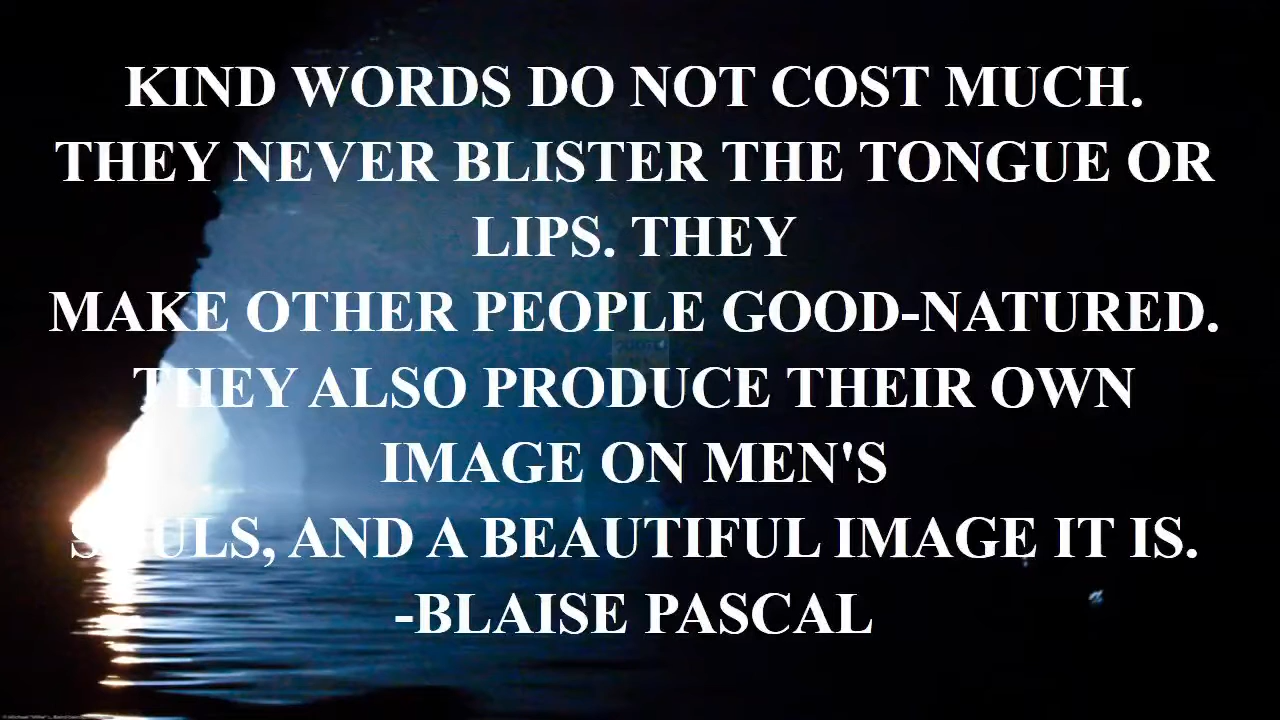 KIND WORDS DO NOT COST MUCH.
THEY NEVER BLISTER THE TONGUE OR
LIPS. THEY
MAKE OTHER PEOPLE GOOD-NATURED.
THEY ALSO PRODUCE THEIR OWN
IMAGE ON MEN'S
SOULS, AND A BEAUTIFUL IMAGE IT IS.
-BLAISE PASCAL